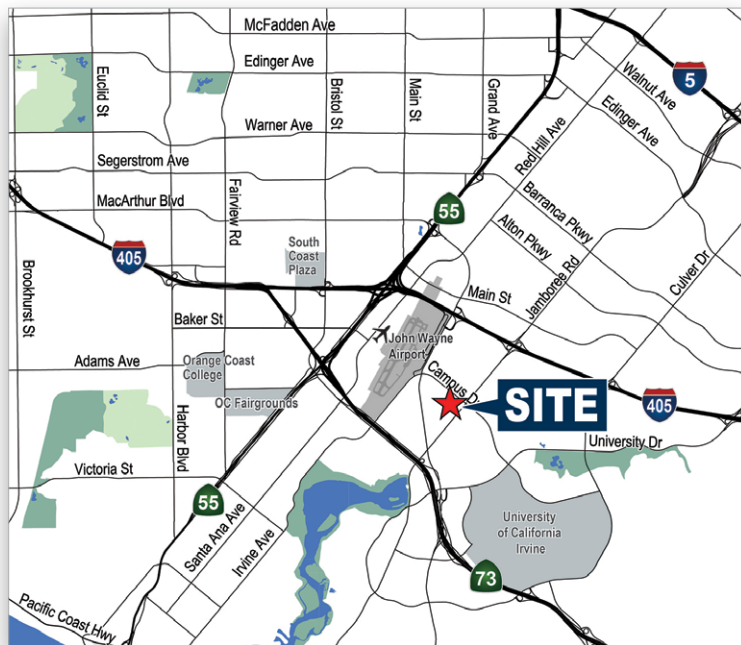 McFadden Ave
Edinger Ave
5
Walnut Ave
Euclid St
Bristol St
Main St
Grand Ave
Edinger Ave
Warner Ave
Red Hill Ave
Segerstrom Ave
MacArthur Blvd
Fairview Rd
55
Barranca Pkwy
Alton Pkwy
405
South
Coast
Plaza
Jamboree Rd
Culver Dr
Brookhurst St
Main St
Baker St
John Wayne
Airport
Adams Ave
Orange Coast
College
Campus Dr
OC Fairgrounds
SITE
405
Harbor Blvd
University Dr
Victoria St
55
Santa Ana Ave
Irvine Ave
University
of California
Irvine
73
Pacific Coast Hwy